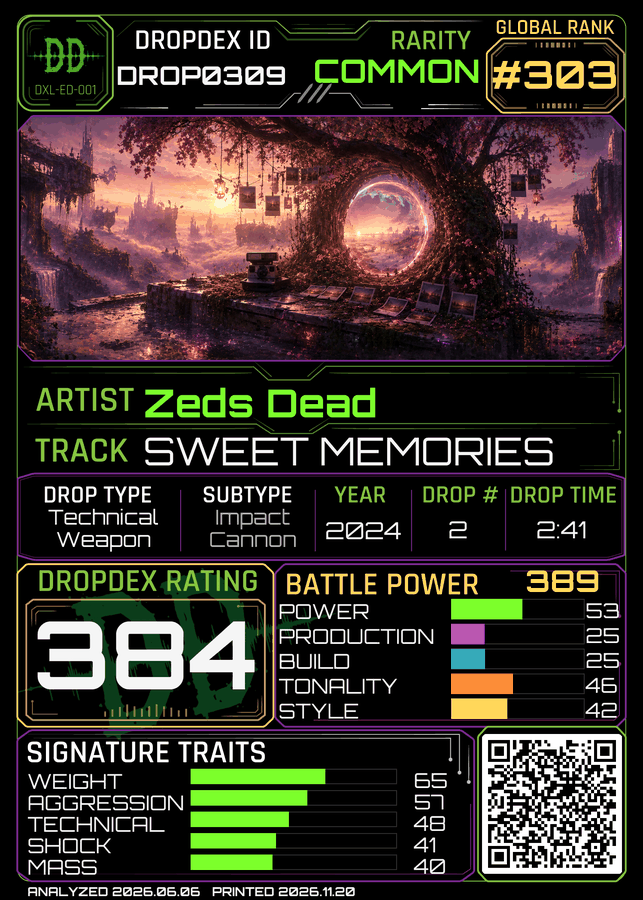 DD
DXL-ED-001
DROPDEX ID
DROP0309
RARITY
COMMON
GLOBAL RANK
#303
ARTIST Zeds Dead
TRACK SWEET MEMORIES
DROP TYPE
Technical
Weapon
SUBTYPE
Impact
Cannon
YEAR
2024
DROP #
2
DROP TIME
2:41
DROPDEX RATING
384
BATTLE POWER 389
POWER 53
PRODUCTION 25
BUILD 25
TONALITY 46
STYLE 42
SIGNATURE TRAITS
WEIGHT 65
AGGRESSION 57
TECHNICAL 48
SHOCK 41
MASS 40
ANALYZED 2026.06.06 PRINTED 2026.11.20